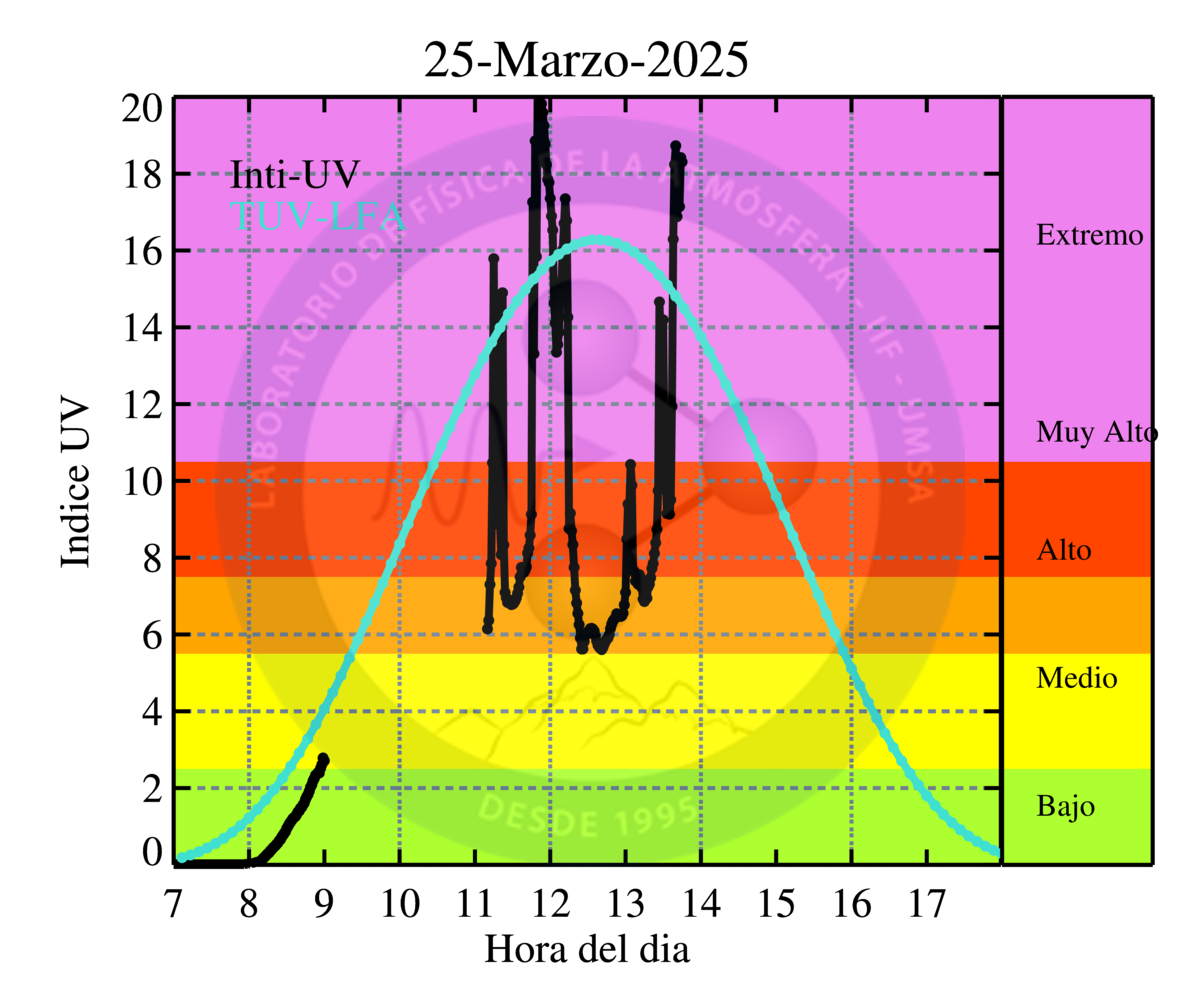 25-Marzo-2025
Inti-UV
TUV-LFA
LABORATORIO DE FÍSICA DE LA ATMÓSFERA - IIF - UMSA
DESDE 1995
Indice UV
20
18
16
14
12
10
8
6
4
2
0
Extremo
Muy Alto
Alto
Medio
Bajo
7 8 9 10 11 12 13 14 15 16 17
Hora del dia